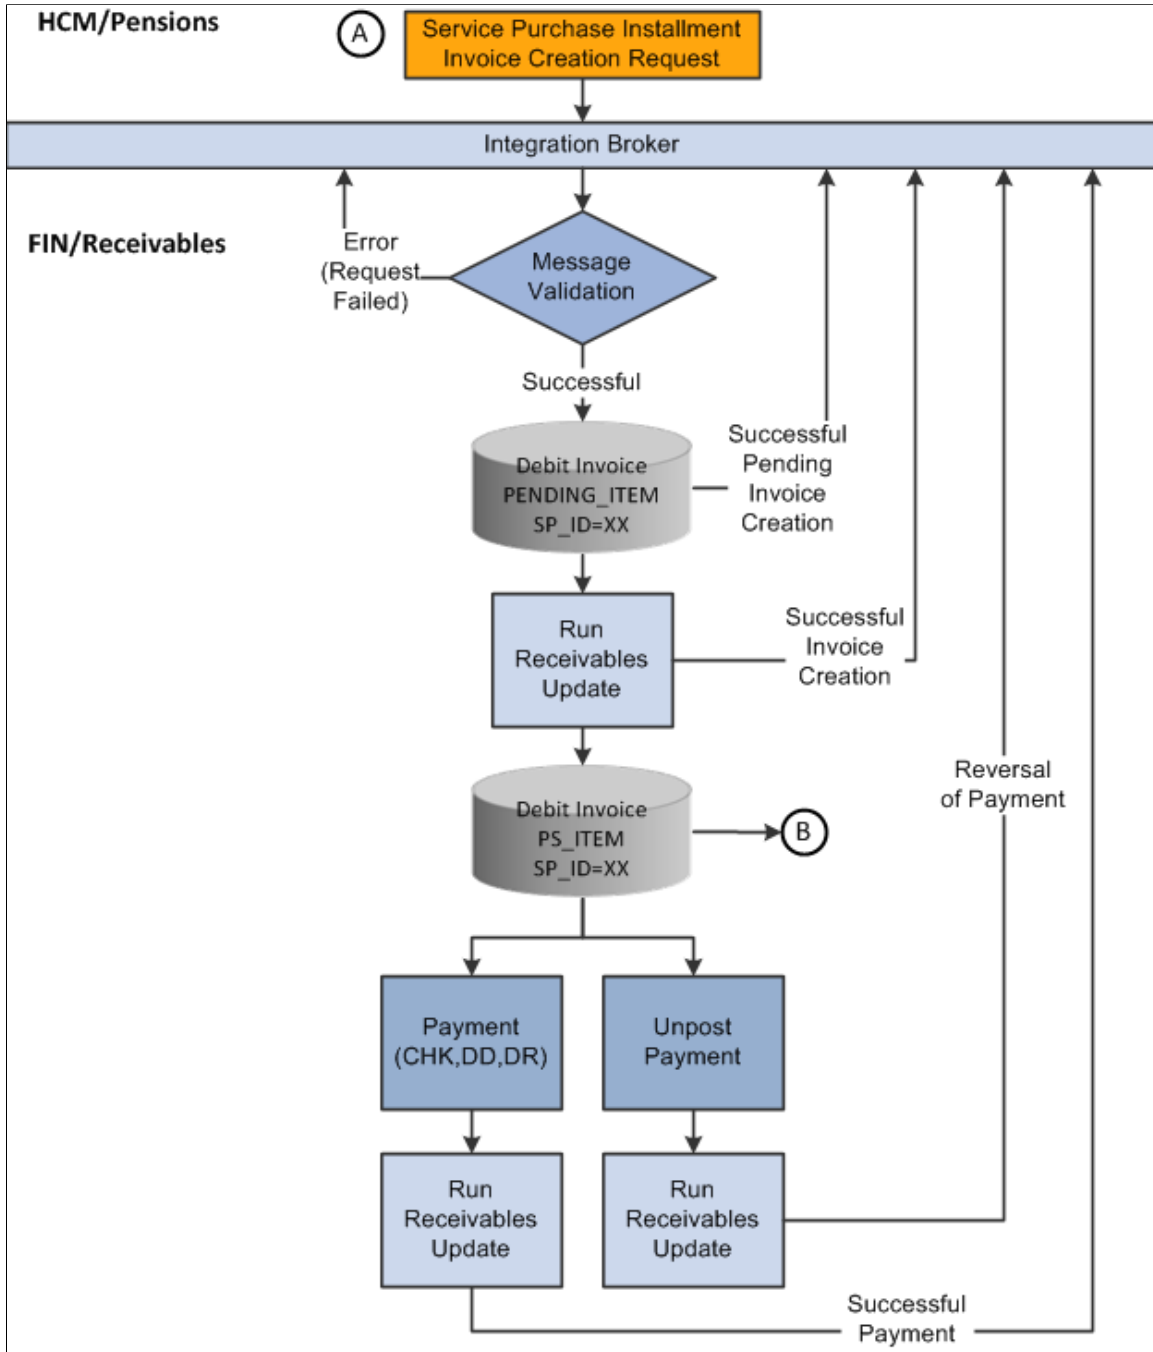 HCM/Pensions
A
Service Purchase Installment
Invoice Creation Request
Integration Broker
FIN/Receivables
Error
(Request
Failed)
Message
Validation
Successful
Debit Invoice
PENDING_ITEM
SP_ID=XX
Successful
Pending
Invoice
Creation
Run
Receivables
Update
Successful
Invoice
Creation
Debit Invoice
PS_ITEM
SP_ID=XX
B
Reversal
of Payment
Payment
(CHK,DD,DR)
Unpost
Payment
Run
Receivables
Update
Run
Receivables
Update
Successful
Payment